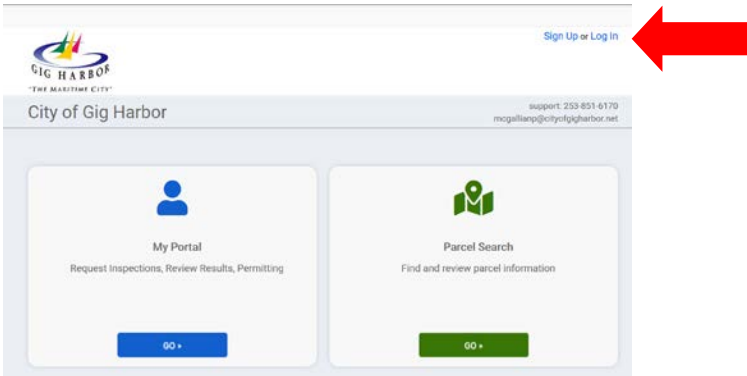 Sign Up or Log In
GIG HARBOR
"THE MARITIME CITY"
City of Gig Harbor
support: 253-851-6170
mcgallianp@cityofgigharbor.net
My Portal
Request Inspections, Review Results, Permitting
GO »
Parcel Search
Find and review parcel information
GO »